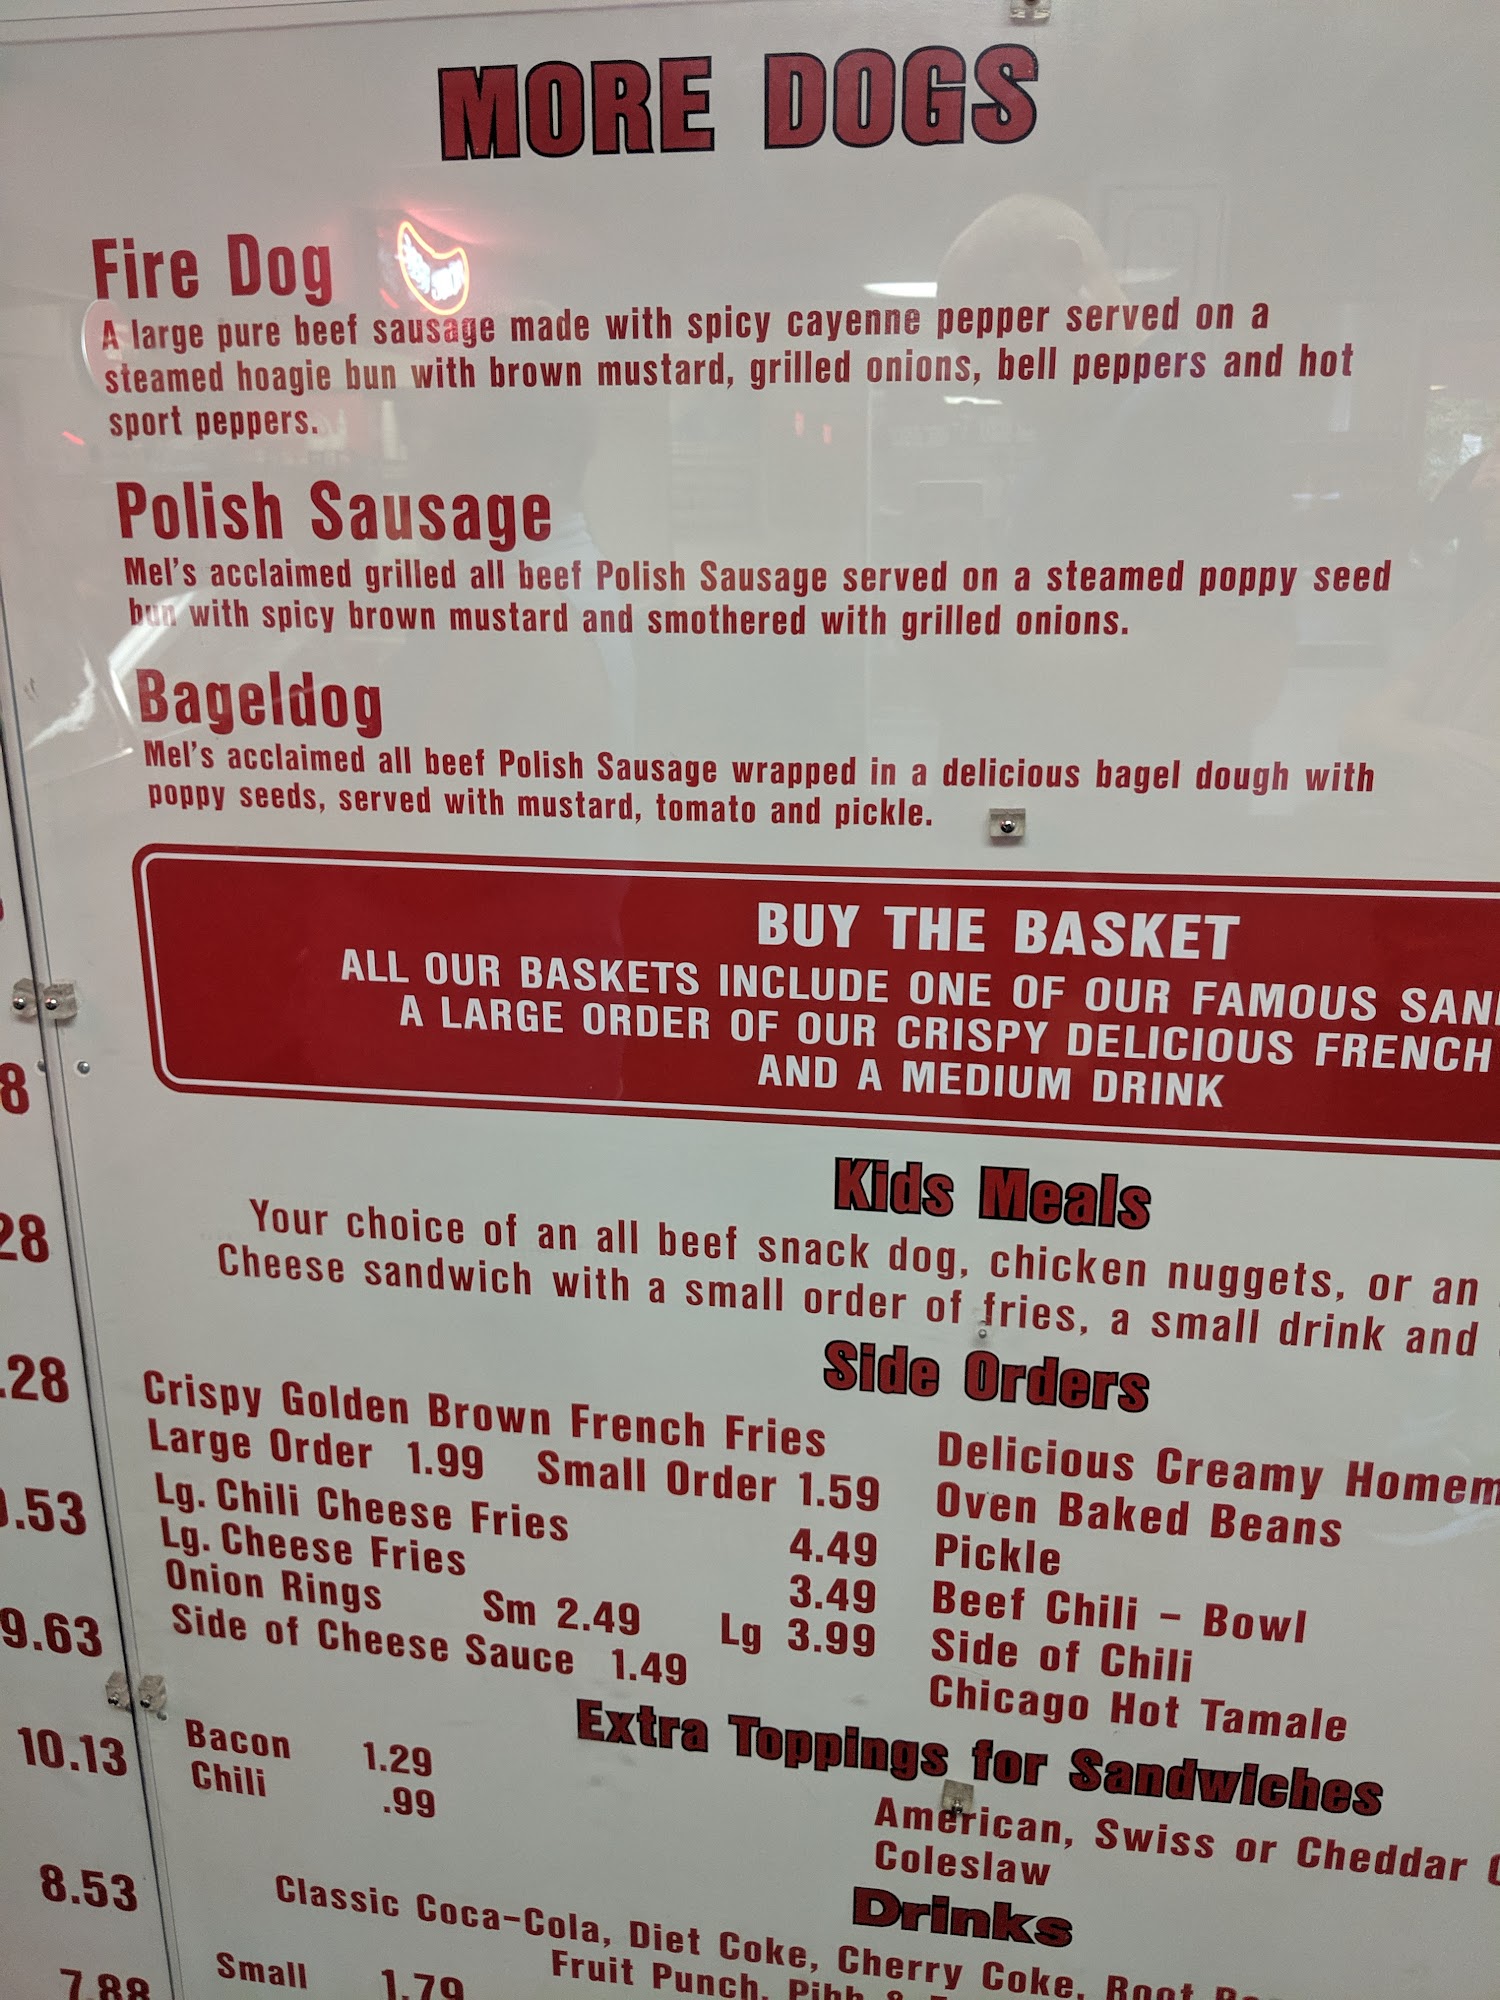 MORE DOGS
Fire Dog
A large pure beef sausage made with spicy cayenne pepper served on a
steamed hoagie bun with brown mustard, grilled onions, bell peppers and hot
sport peppers.
Polish Sausage
Mel's acclaimed grilled all beef Polish Sausage served on a steamed poppy seed
bun with spicy brown mustard and smothered with grilled onions.
Bageldog
Mel's acclaimed all beef Polish Sausage wrapped in a delicious bagel dough with
poppy seeds, served with mustard, tomato and pickle.
BUY THE BASKET
ALL OUR BASKETS INCLUDE ONE OF OUR FAMOUS
A LARGE ORDER OF OUR CRISPY DELICIOUS FRENCH
AND A MEDIUM DRINK
Kids Meals
Your choice of an all beef snack dog, chicken nuggets, or an
Cheese sandwich with a small order of fries, a small drink and
Side Orders
Crispy Golden Brown French Fries
Large Order 1.99 Small Order 1.59
Lg. Chili Cheese Fries 4.49
Lg. Cheese Fries 3.49
Onion Rings Sm 2.49 Lg 3.99
Side of Cheese Sauce 1.49
Delicious Creamy
Oven Baked Beans
Pickle
Beef Chili - Bowl
Side of Chili
Chicago Hot Tamale
Extra Toppings for Sandwiches
Bacon 1.29
Chili .99
American, Swiss or Cheddar
Coleslaw
Drinks
Classic Coca-Cola, Diet Coke, Cherry Coke, Root
Fruit Punch, Pibb &
Small 1.79
8
28
.28
.53
9.63
10.13
8.53
7.88